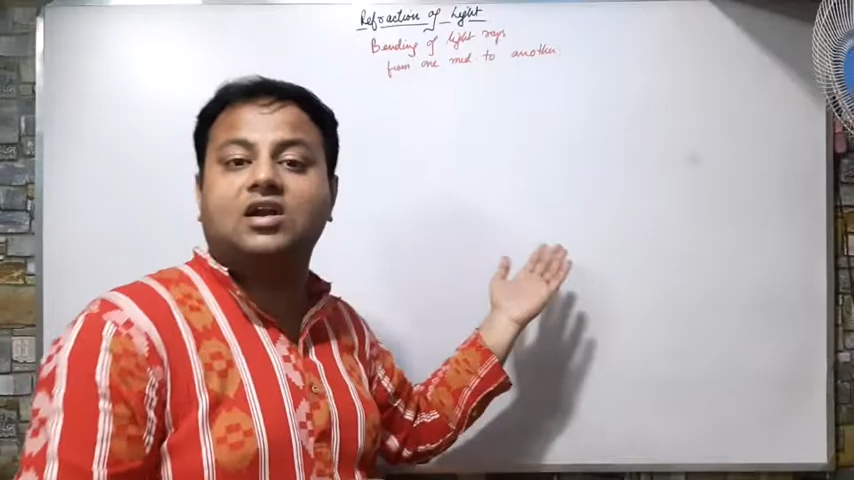 Refraction of Light
Bending of light rays
from one med to another